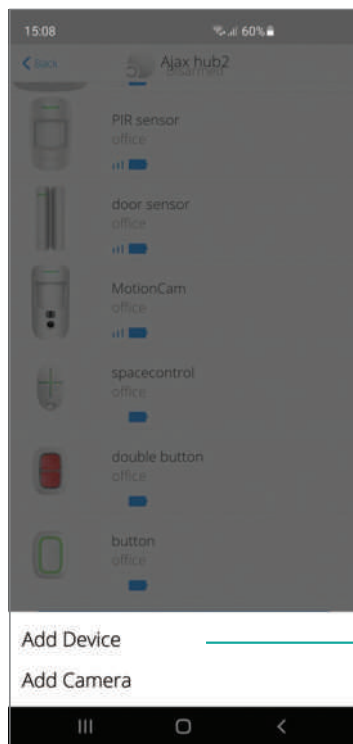 15:08 60%
Back Ajax hub2
Disarmed
PIR sensor
office
door sensor
office
MotionCam
office
spacecontrol
office
double button
office
button
office
Add Device
Add Camera